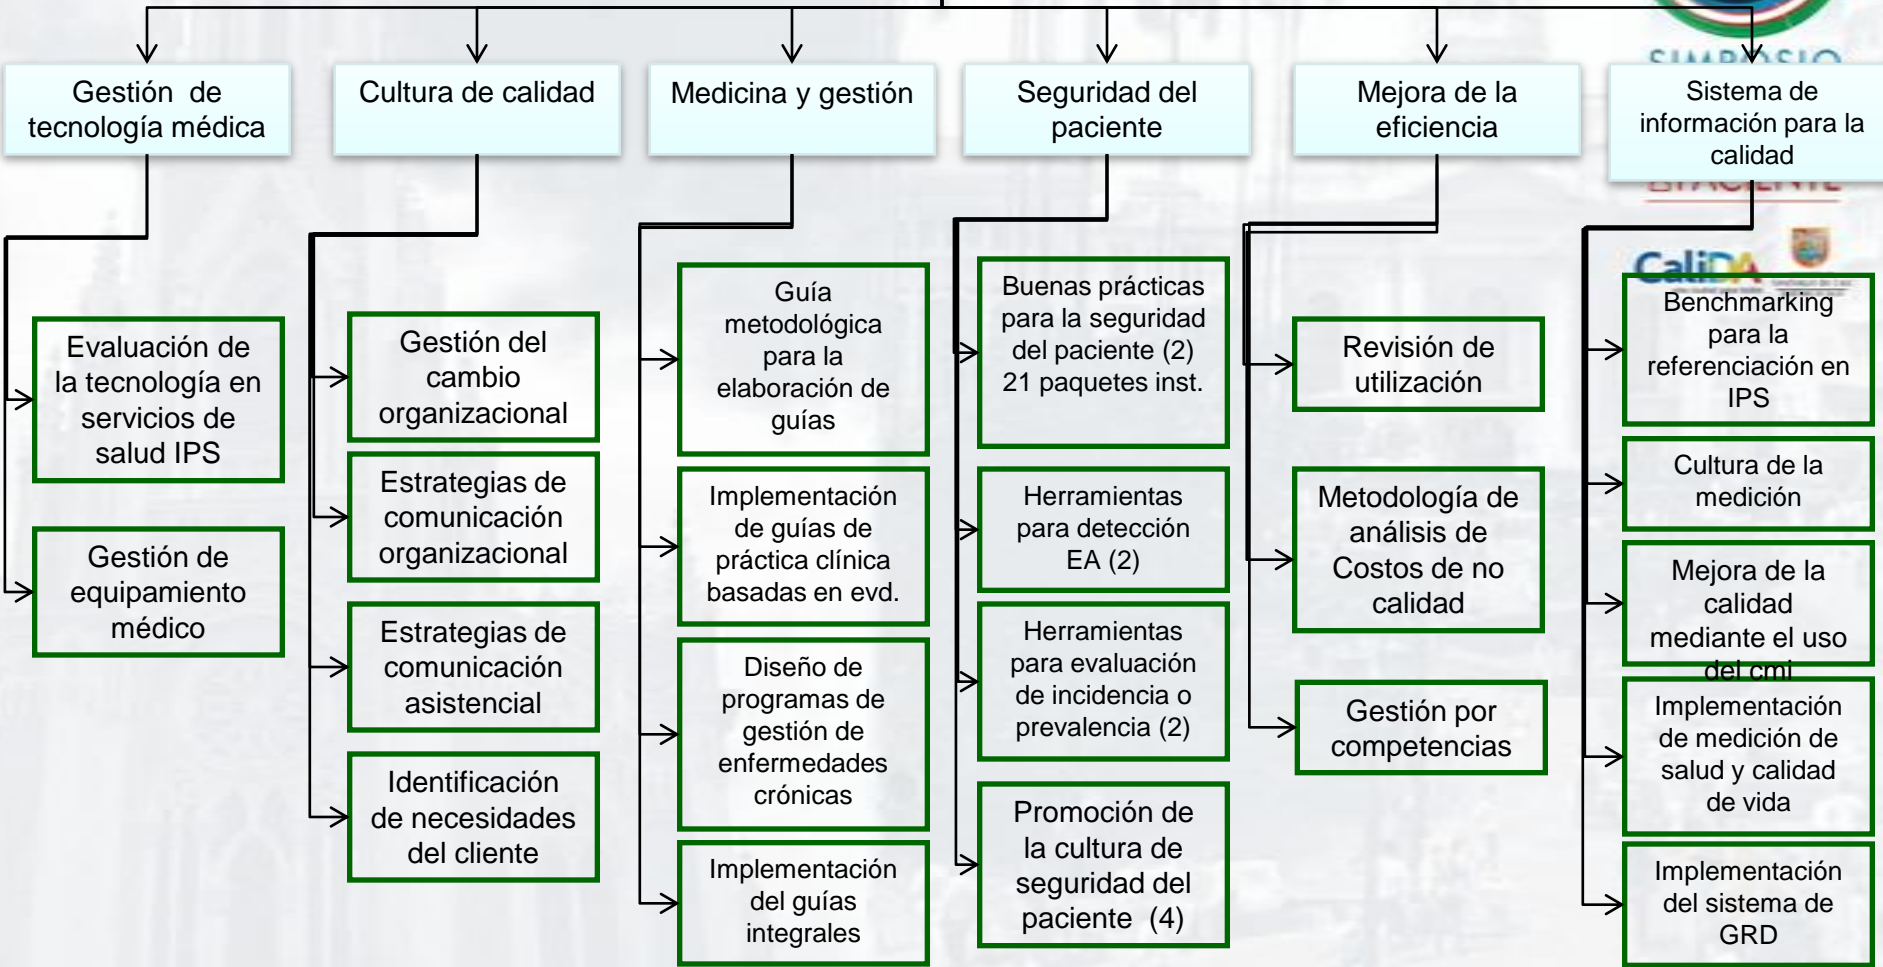 SIMPOSIO
Gestión de
tecnología médica
Cultura de calidad
Medicina y gestión
Seguridad del
paciente
Mejora de la
eficiencia
Sistema de
información para la
calidad
PACIENTE
CaliDA
Evaluación de
la tecnología en
servicios de
salud IPS
Gestión de
equipamiento
médico
Gestión del
cambio
organizacional
Estrategias de
comunicación
organizacional
Estrategias de
comunicación
asistencial
Identificación
de necesidades
del cliente
Guía
metodológica
para la
elaboración de
guías
Implementación
de guías de
práctica clínica
basadas en evd.
Diseño de
programas de
gestión de
enfermedades
crónicas
Implementación
del guías
integrales
Buenas prácticas
para la seguridad
del paciente (2)
21 paquetes inst.
Herramientas
para detección
EA (2)
Herramientas
para evaluación
de incidencia o
prevalencia (2)
Promoción de
la cultura de
seguridad del
paciente (4)
Revisión de
utilización
Metodología de
análisis de
Costos de no
calidad
Gestión por
competencias
Benchmarking
para la
referenciación en
IPS
Cultura de la
medición
Mejora de la
calidad
mediante el uso
del cmi
Implementación
de medición de
salud y calidad
de vida
Implementación
del sistema de
GRD